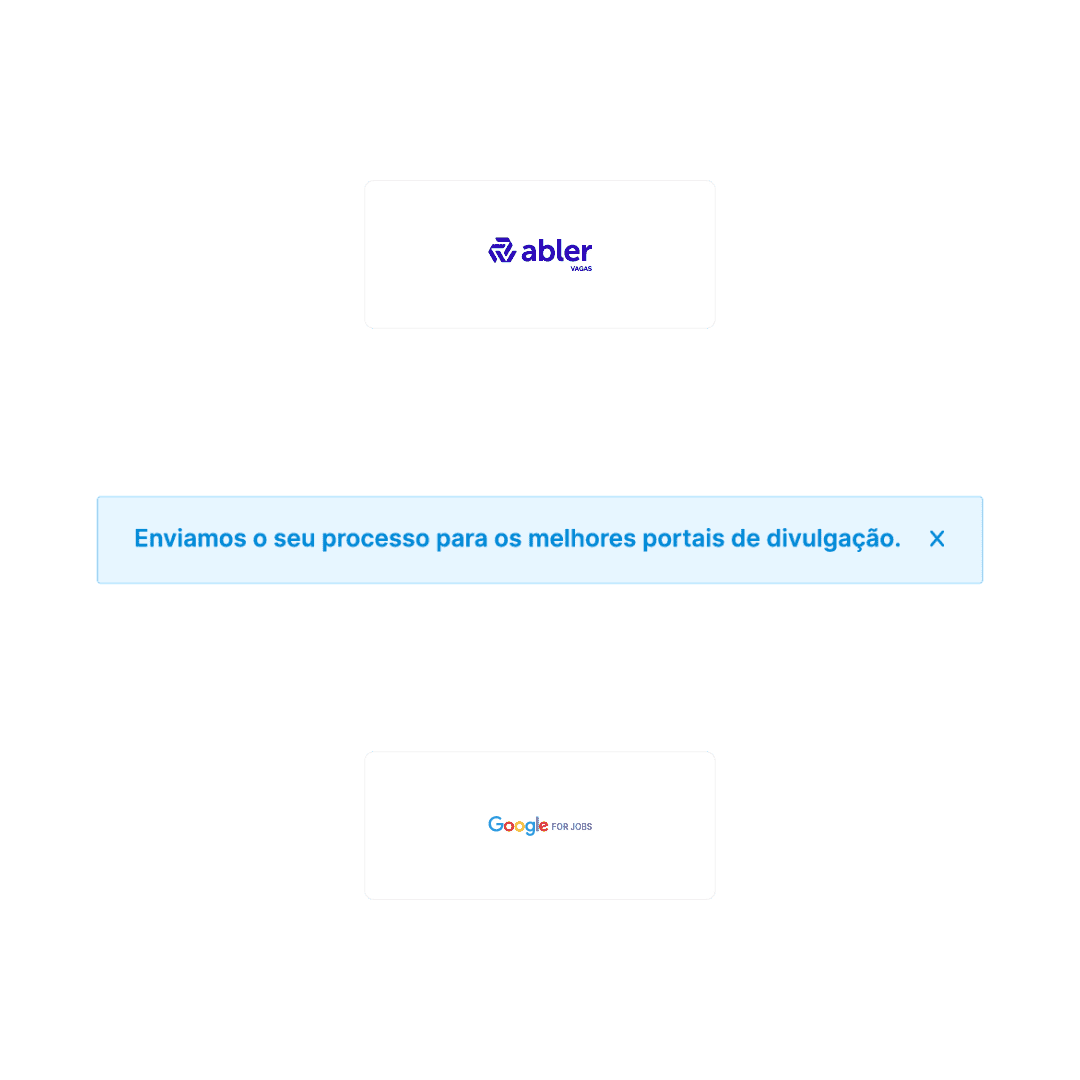 abler
VAGAS
Enviamos o seu processo para os melhores portais de divulgação. X
Google FOR JOBS